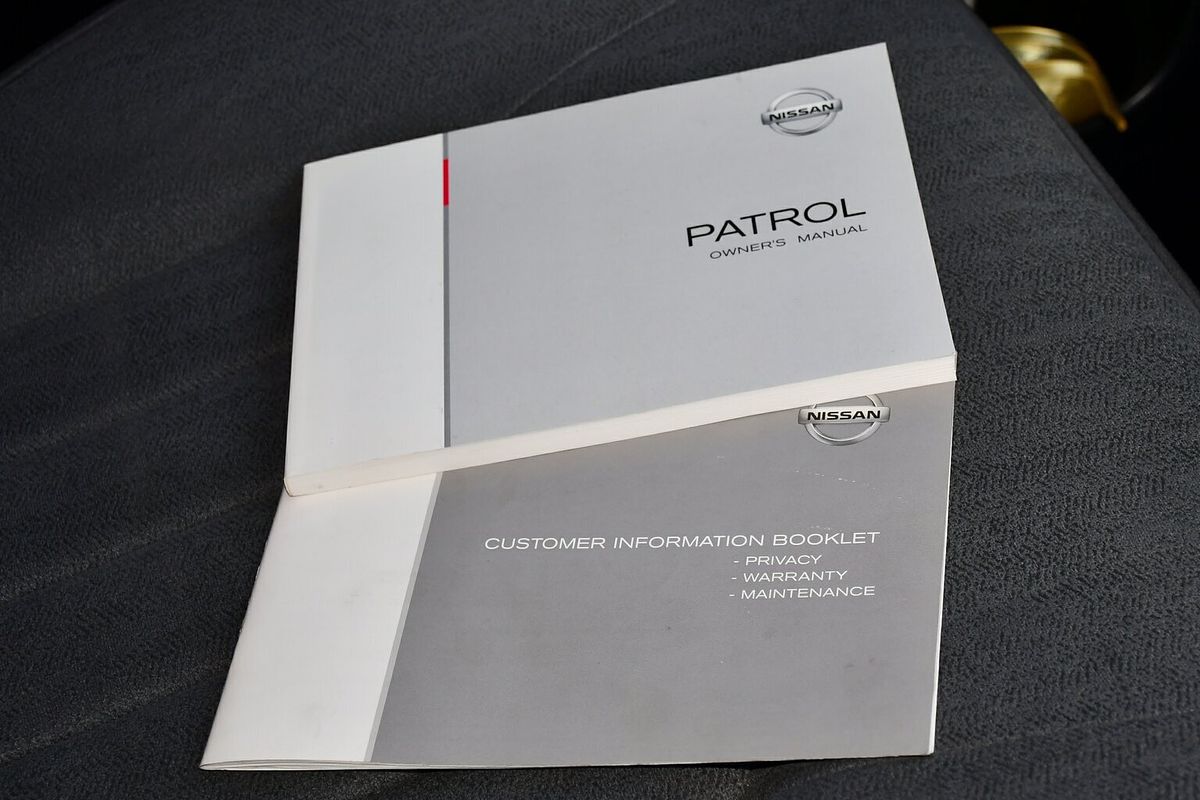 NISSAN
PATROL
OWNER'S MANUAL
NISSAN
CUSTOMER INFORMATION BOOKLET
- PRIVACY
- WARRANTY
- MAINTENANCE